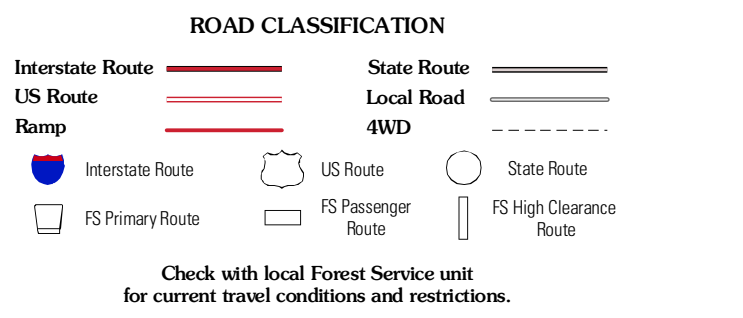 ROAD CLASSIFICATION
Interstate Route
State Route
US Route
Local Road
Ramp
4WD
Interstate Route
US Route
State Route
FS Primary Route
FS Passenger
Route
FS High Clearance
Route
Check with local Forest Service unit
for current travel conditions and restrictions.